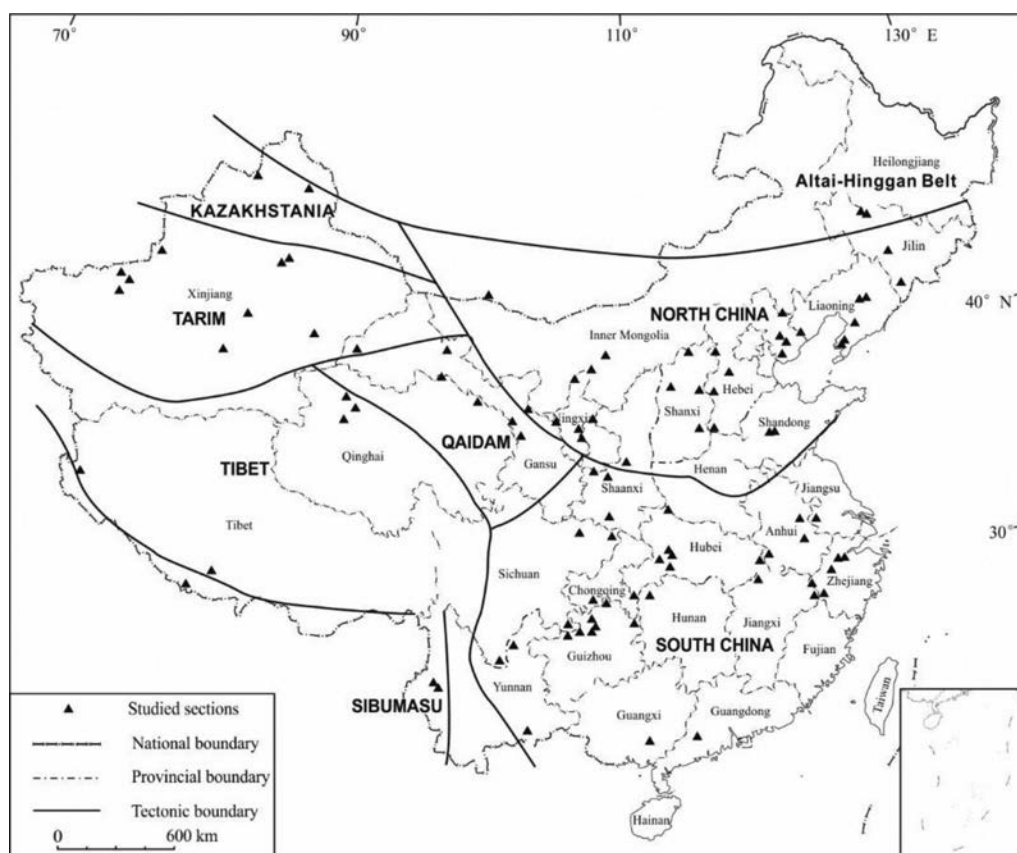 70°
90°
110°
130° E
Heilongjiang
Altai-Hinggan Belt
KAZAKHSTANIA
Jilin
Xinjiang
TARIM
Liaoning
40° N
NORTH CHINA
Inner Mongolia
Hebei
Ningxia
Shanxi
Shandong
QAIDAM
TIBET
Qinghai
Gansu
Henan
Shaanxi
Jiangsu
Tibet
Anhui
30°
Hubei
Sichuan
Zhejiang
Chongqing
Hunan
Jiangxi
SOUTH CHINA
Guizhou
Fujian
Yunnan
SIBUMASU
Taiwan
Guangxi
Guangdong
Hainan
Studied sections
National boundary
Provincial boundary
Tectonic boundary
0
600 km